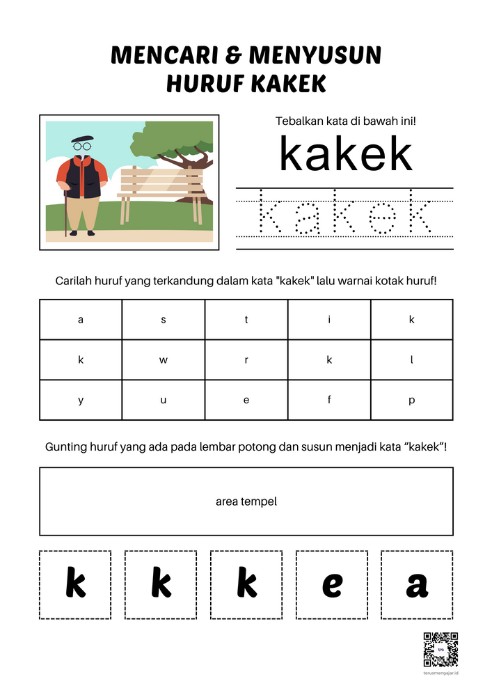 MENCARI & MENYUSUN
HURUF KAKEK
Tebalkan kata di bawah ini!
kakek
kakek
Carilah huruf yang terkandung dalam kata "kakek" lalu warnai kotak huruf!
a s t i k
k w r k l
y u e f p
Gunting huruf yang ada pada lembar potong dan susun menjadi kata “kakek”!
area tempel
k k k e a